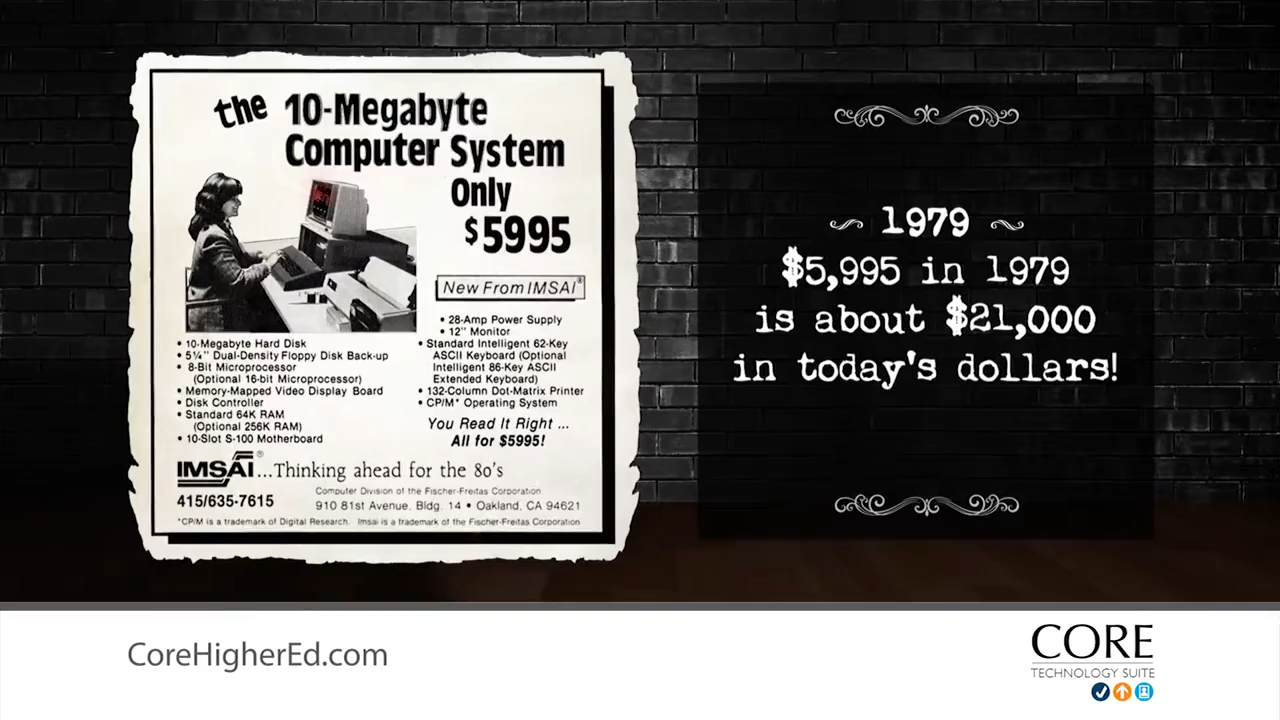 the 10-Megabyte
Computer System
Only
$5995
New From IMSAI®
• 10-Megabyte Hard Disk
• 5¼" Dual-Density Floppy Disk Back-up
• 8-Bit Microprocessor
(Optional 16-bit Microprocessor)
• Memory-Mapped Video Display Board
• Disk Controller
• Standard 64K RAM
(Optional 256K RAM)
• 10-Slot S-100 Motherboard
• 28-Amp Power Supply
• 12" Monitor
• Standard Intelligent 62-Key
ASCII Keyboard (Optional
Intelligent 86-Key ASCII
Extended Keyboard)
• 132-Column Dot-Matrix Printer
• CP/M* Operating System
You Read It Right ...
All for $5995!
IMSAI®...Thinking ahead for the 80's
415/635-7615
Computer Division of the Fischer-Freitas Corporation
910 81st Avenue, Bldg. 14 • Oakland, CA 94621
*CP/M is a trademark of Digital Research. Imsai is a trademark of the Fischer-Freitas Corporation
1979
$5,995 in 1979
is about $21,000
in today's dollars!
CoreHigherEd.com
CORE
TECHNOLOGY SUITE